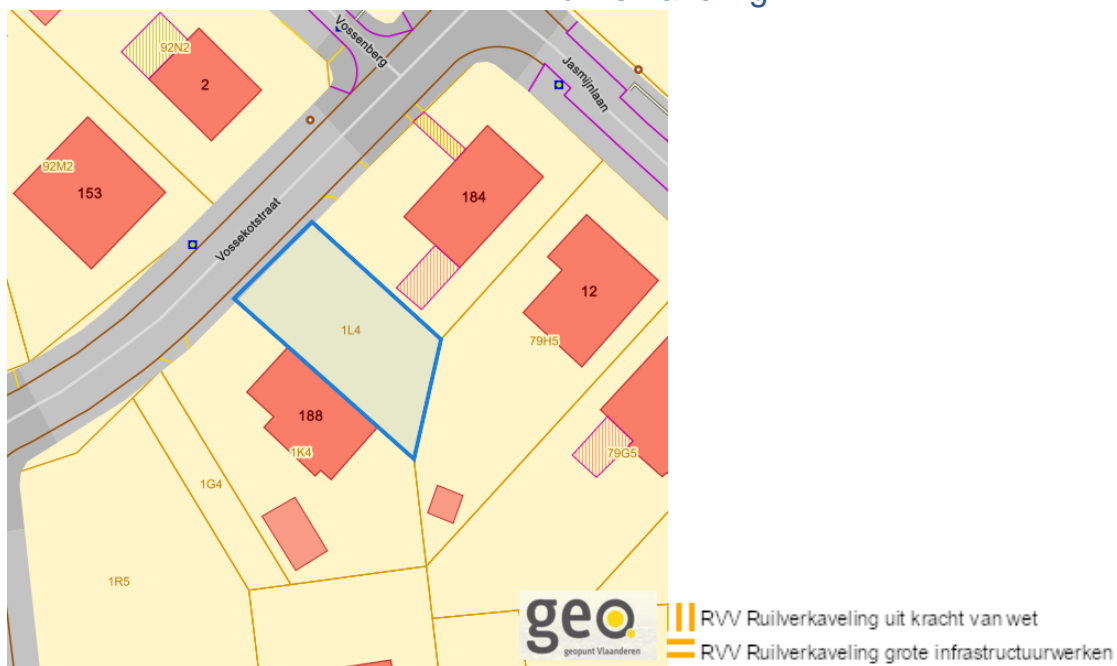 Vossenberg
92N2
2
Jasmijnlaan
92M2
153
184
Vossekotstraat
12
1L4
79H5
188
1K4
79G5
1G4
1R5
geo.
geopunt Vlaanderen
RVV Ruilverkaveling uit kracht van wet
RVV Ruilverkaveling grote infrastructuurwerken